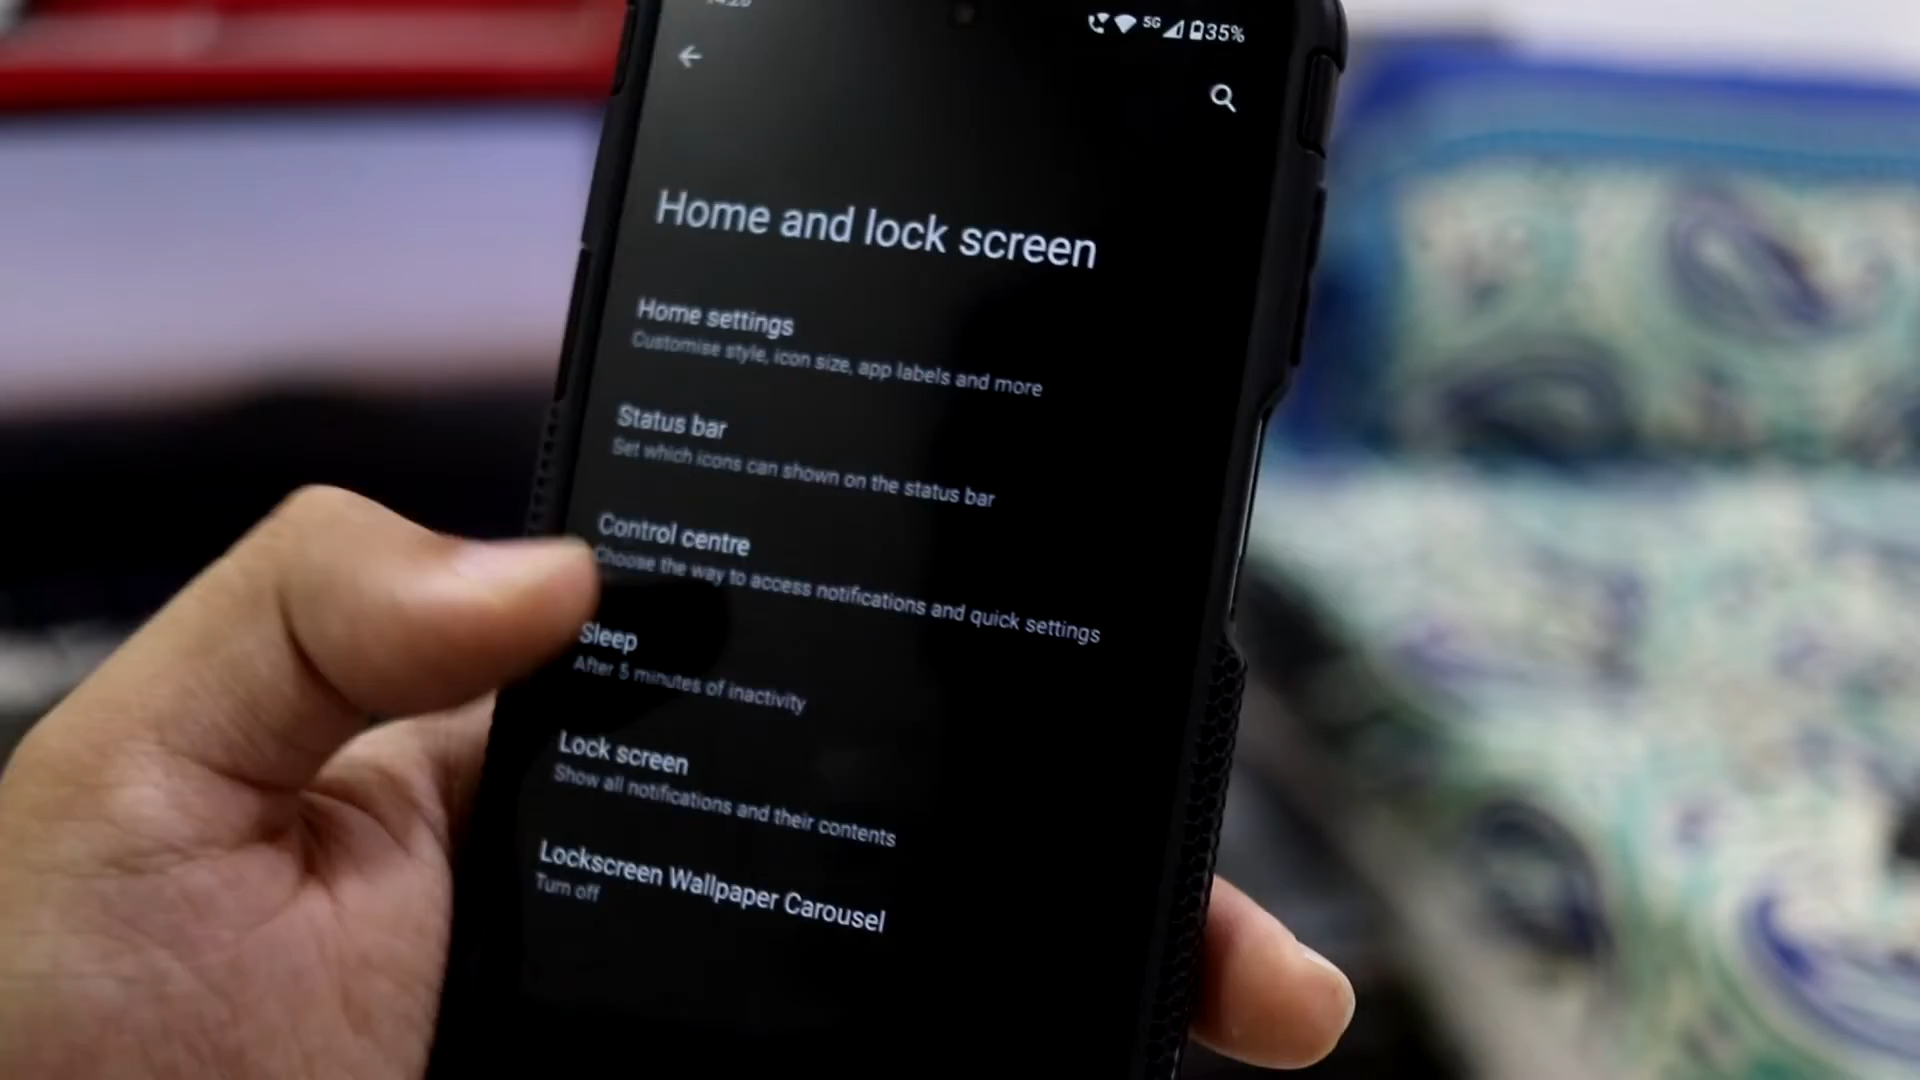 5G 35%
Home and lock screen
Home settings
Customise style, icon size, app labels and more
Status bar
Set which icons can shown on the status bar
Control centre
Choose the way to access notifications and quick settings
Sleep
After 5 minutes of inactivity
Lock screen
Show all notifications and their contents
Lockscreen Wallpaper Carousel
Turn off